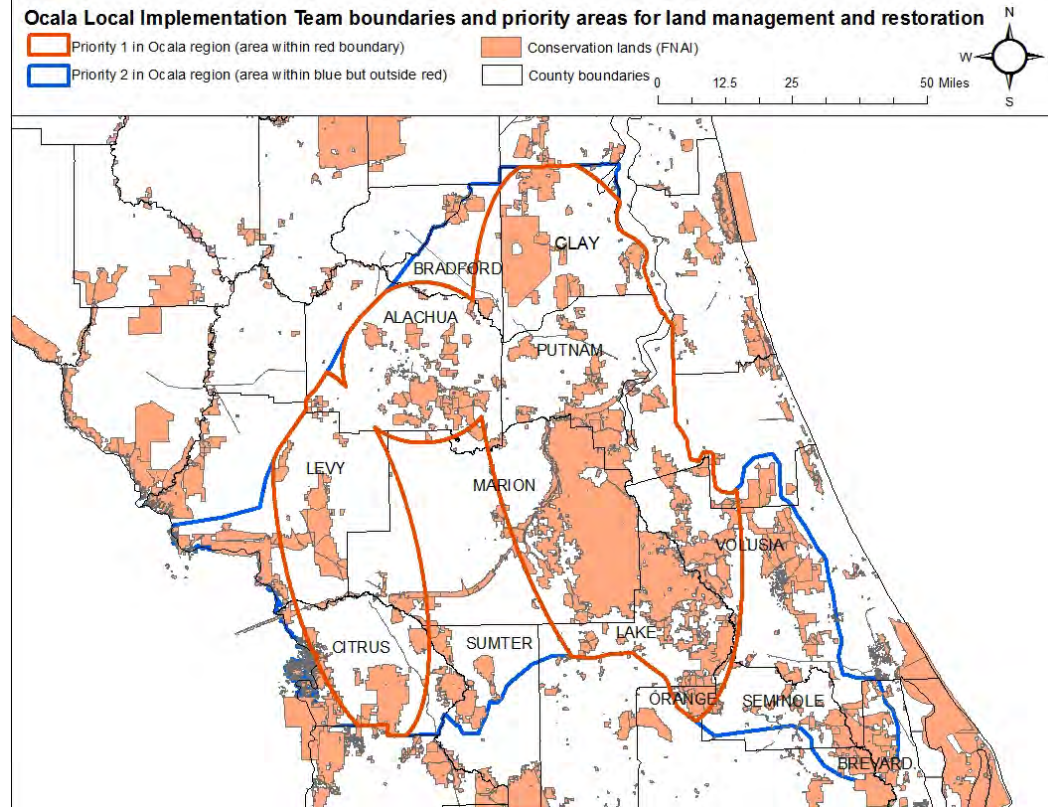 Ocala Local Implementation Team boundaries and priority areas for land management and restoration
Priority 1 in Ocala region (area within red boundary)
Conservation lands (FNAI)
Priority 2 in Ocala region (area within blue but outside red)
County boundaries
0 12.5 25 50 Miles
N
W E
S
CLAY
BRADFORD
ALACHUA
PUTNAM
LEVY
MARION
VOLUSIA
LAKE
CITRUS
SUMTER
ORANGE
SEMINOLE
BREVARD